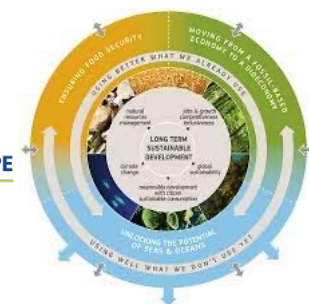 ENSURING FOOD SECURITY
MOVING FROM A FOSSIL-BASED
ECONOMY TO A BIOECONOMY
USING BETTER WHAT WE ALREADY USE
natural
resources
management
jobs & growth
competitiveness
inclusiveness
LONG TERM
SUSTAINABLE
DEVELOPMENT
climate
change
global
sustainability
responsible development
with citizen
sustainable consumption
PE
UNLOCKING THE POTENTIAL
OF SEAS & OCEANS
USING WELL WHAT WE DON'T USE YET